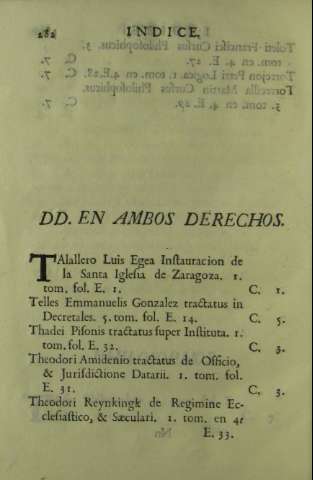 282 INDICE.
DD. EN AMBOS DERECHOS.
TAlallero Luis Egea Inſtauracion de
la Santa Igleſia de Zaragoza. 1.
tom. fol. E. 1. C. 1.
Telles Emmanuelis Gonzalez tractatus in
Decretales. 5. tom. fol. E. 14. C. 5.
Thadei Piſonis tractatus ſuper Inſtituta. 1.
tom. fol. E. 32. C. 3.
Theodori Amidenio tractatus de Officio,
& Jurisdictione Datarii. 1. tom. fol.
E. 31. C. 3.
Theodori Reynkingk de Regimine Ec-
cleſiaſtico, & Sæculari. 1. tom. en 4.
E. 33.